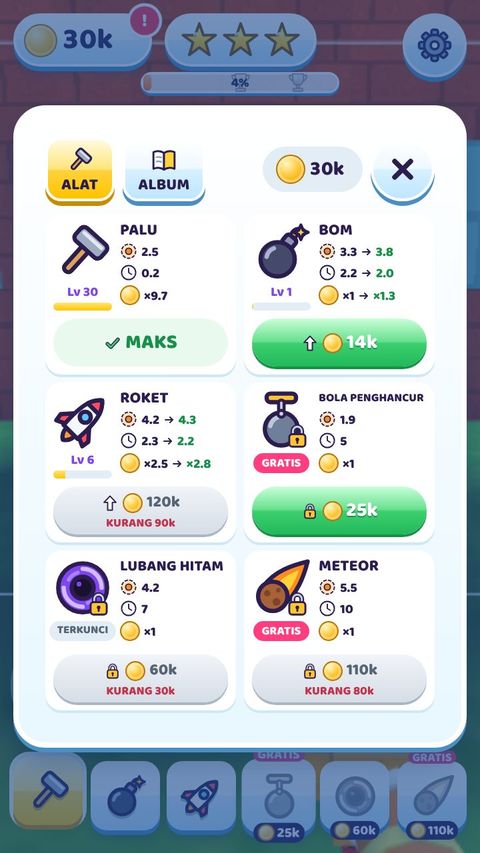 30k
!
4%
ALAT
ALBUM
30k
PALU
2.5
0.2
Lv 30
×9.7
MAKS
BOM
3.3 → 3.8
2.2 → 2.0
Lv 1
×1 → ×1.3
14k
ROKET
4.2 → 4.3
2.3 → 2.2
Lv 6
×2.5 → ×2.8
120k
KURANG 90k
BOLA PENGHANCUR
1.9
5
GRATIS
×1
25k
LUBANG HITAM
4.2
7
TERKUNCI
×1
60k
KURANG 30k
METEOR
5.5
10
GRATIS
×1
110k
KURANG 80k
GRATIS
GRATIS
25k
60k
110k